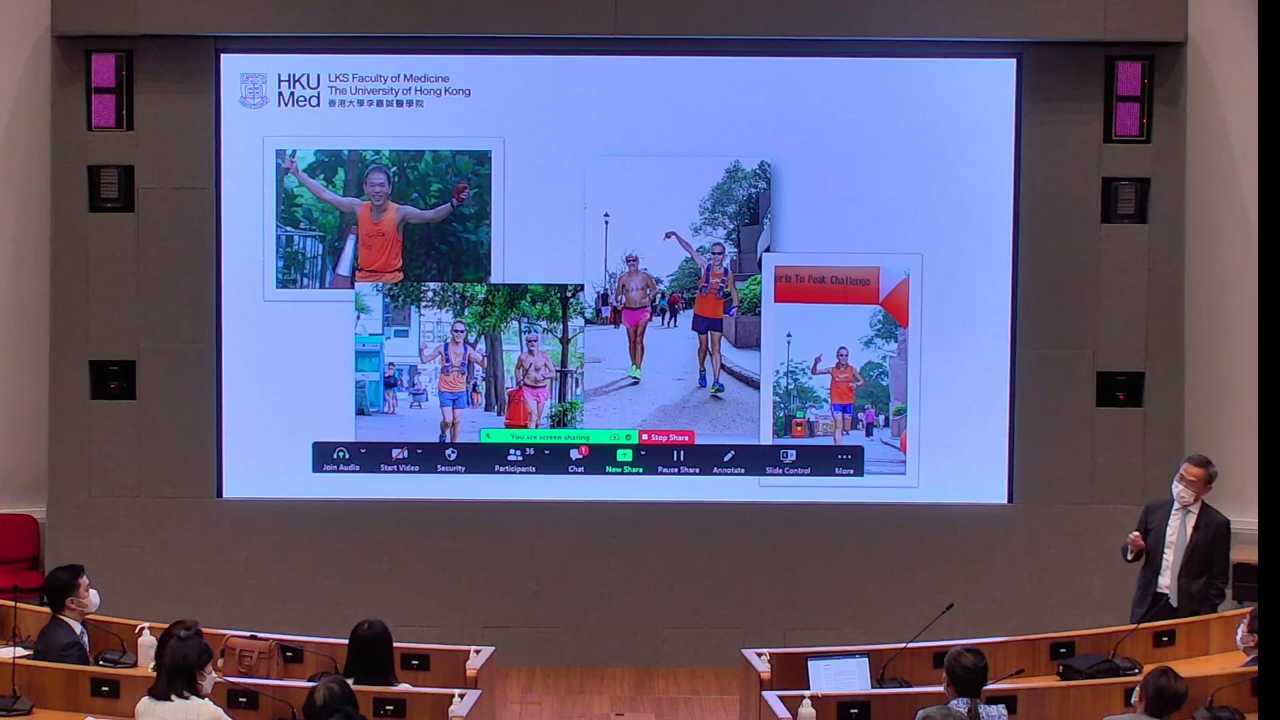 HKU
Med
LKS Faculty of Medicine
The University of Hong Kong
香港大學李嘉誠醫學院
To Peak Challenge
You are screen sharing
Stop Share
Join Audio
Start Video
Security
Participants
36
Chat
1
New Share
Pause Share
Annotate
Slide Control
More